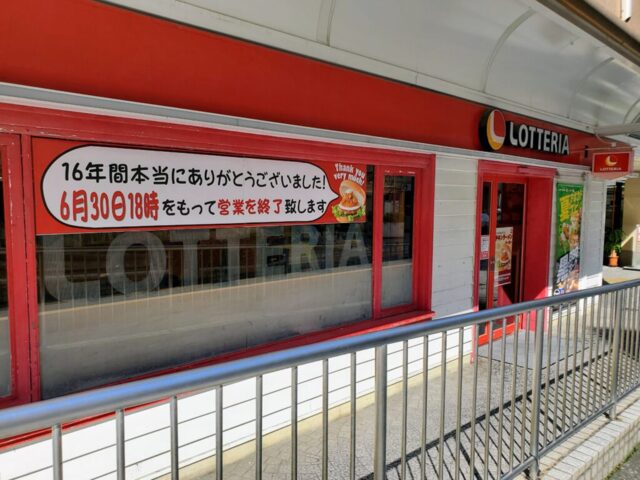 16年間本当にありがとうございました!
6月30日18時をもって営業を終了致します
Thank you
very much!
LOTTERIA
LOTTERIA
LOTTERIA